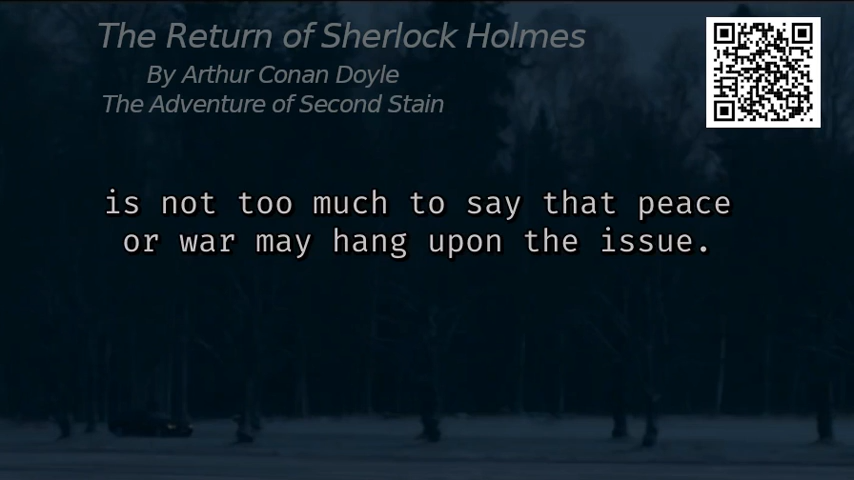 The Return of Sherlock Holmes
By Arthur Conan Doyle
The Adventure of Second Stain
is not too much to say that peace
or war may hang upon the issue.